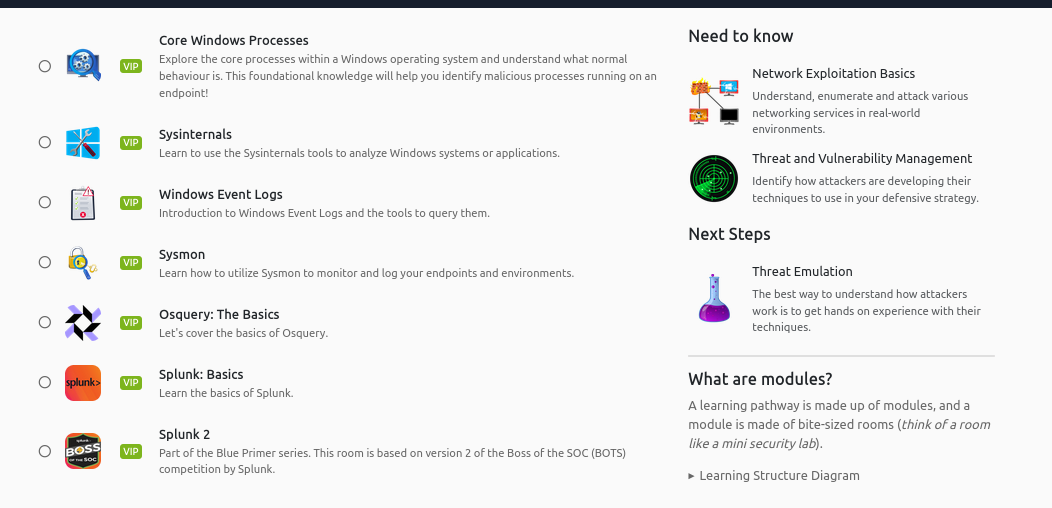 Core Windows Processes
VIP
Explore the core processes within a Windows operating system and understand what normal
behaviour is. This foundational knowledge will help you identify malicious processes running on an
endpoint!
Sysinternals
VIP
Learn to use the Sysinternals tools to analyze Windows systems or applications.
Windows Event Logs
VIP
Introduction to Windows Event Logs and the tools to query them.
Sysmon
VIP
Learn how to utilize Sysmon to monitor and log your endpoints and environments.
Osquery: The Basics
VIP
Let's cover the basics of Osquery.
splunk>
VIP
Splunk: Basics
Learn the basics of Splunk.
BOSS
OF THE SOC
VIP
Splunk 2
Part of the Blue Primer series. This room is based on version 2 of the Boss of the SOC (BOTS)
competition by Splunk.
Need to know
Network Exploitation Basics
Understand, enumerate and attack various
networking services in real-world
environments.
Threat and Vulnerability Management
Identify how attackers are developing their
techniques to use in your defensive strategy.
Next Steps
Threat Emulation
The best way to understand how attackers
work is to get hands on experience with their
techniques.
What are modules?
A learning pathway is made up of modules, and a
module is made of bite-sized rooms (think of a room
like a mini security lab).
▸ Learning Structure Diagram